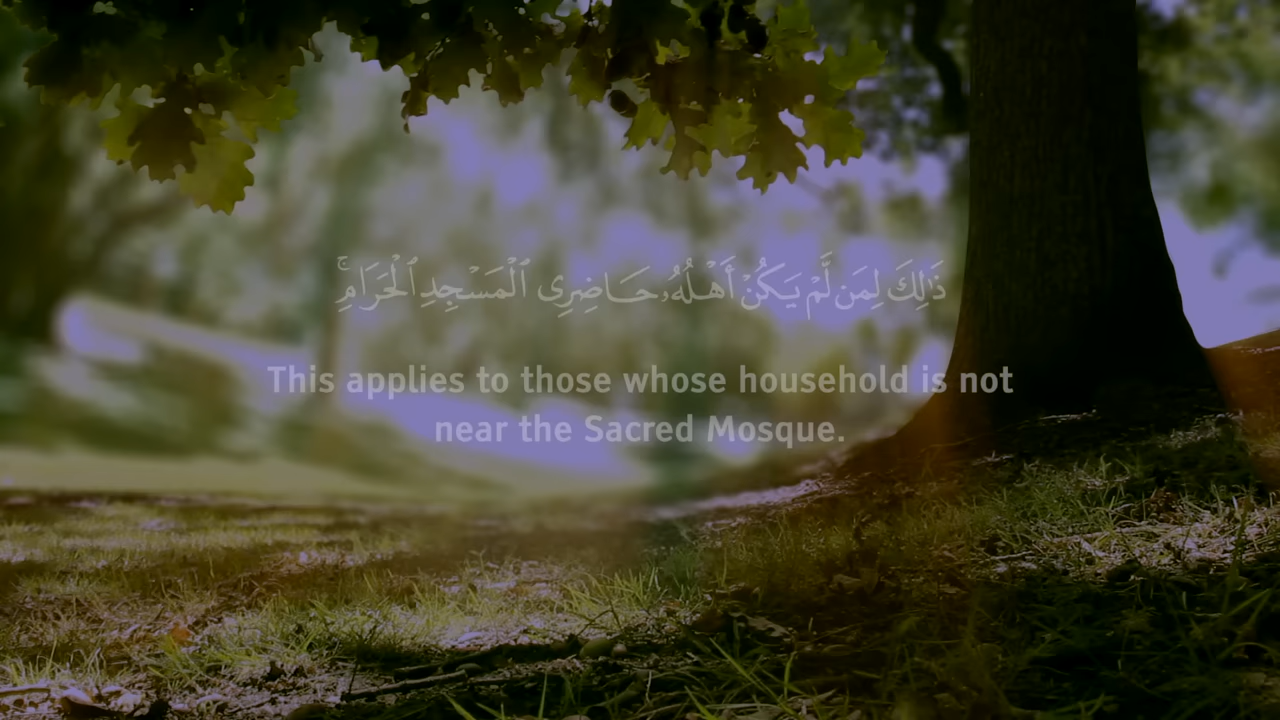 ذَٰلِكَ لِمَن لَّمْ يَكُنْ أَهْلُهُۥ حَاضِرِى ٱلْمَسْجِدِ ٱلْحَرَامِ ۚ
This applies to those whose household is not
near the Sacred Mosque.